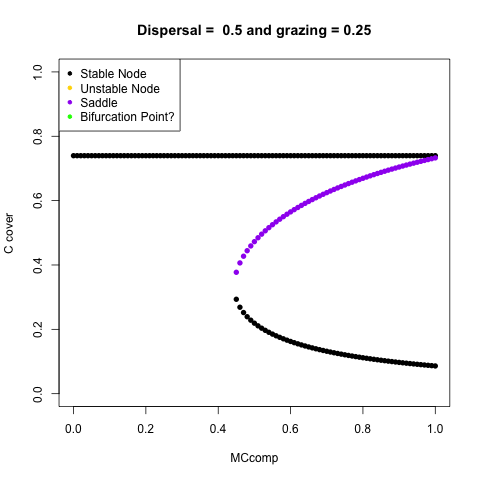 Dispersal =  0.5 and grazing = 0.25
Stable Node
Unstable Node
Saddle
Bifurcation Point?
C cover
1.0
0.8
0.6
0.4
0.2
0.0
0.0 0.2 0.4 0.6 0.8 1.0
MCcomp